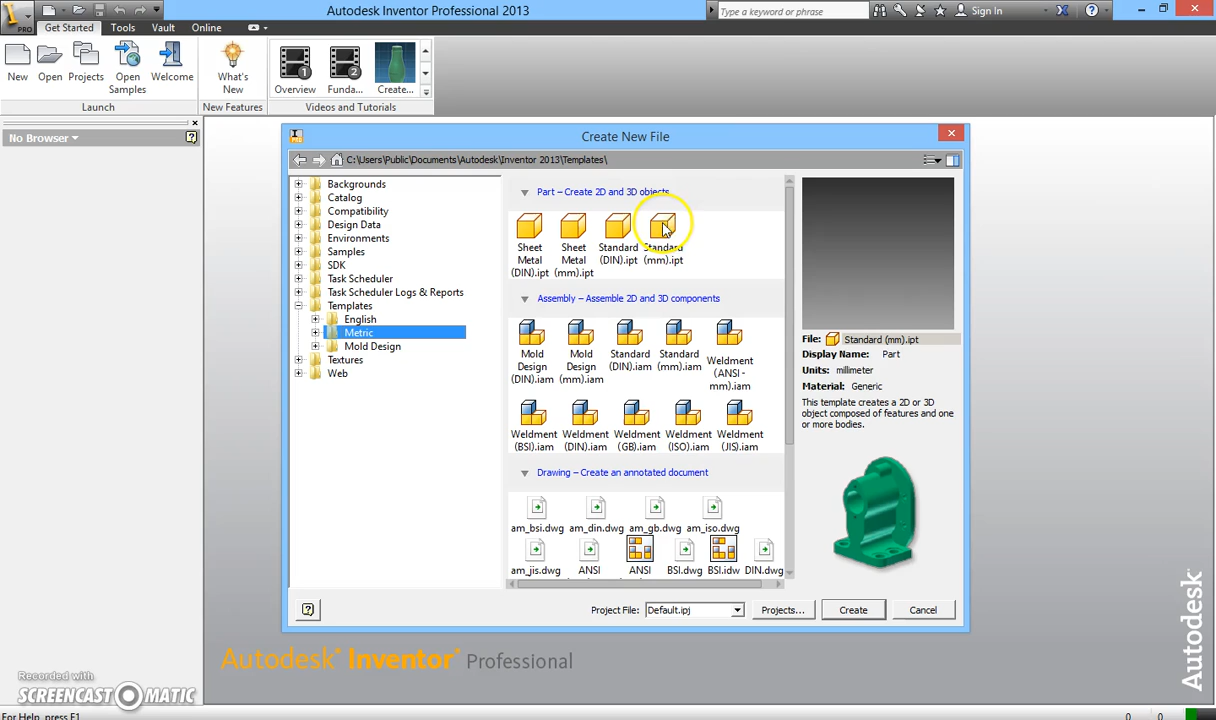 PRO
Autodesk Inventor Professional 2013
Type a keyword or phrase
Sign In
Get Started
Tools
Vault
Online
New
Open
Projects
Open
Samples
Welcome
What's
New
1
Overview
2
Funda...
Create...
Launch
New Features
Videos and Tutorials
No Browser
Create New File
C:\Users\Public\Documents\Autodesk\Inventor 2013\Templates\
Backgrounds
Catalog
Compatibility
Design Data
Environments
Samples
SDK
Task Scheduler
Task Scheduler Logs & Reports
Templates
English
Metric
Mold Design
Textures
Web
Part – Create 2D and 3D objects
Sheet
Metal
(DIN).ipt
Sheet
Metal
(mm).ipt
Standard
(DIN).ipt
Standard
(mm).ipt
Assembly – Assemble 2D and 3D components
Mold
Design
(DIN).iam
Mold
Design
(mm).iam
Standard
(DIN).iam
Standard
(mm).iam
Weldment
(ANSI -
mm).iam
Weldment
(BSI).iam
Weldment
(DIN).iam
Weldment
(GB).iam
Weldment
(ISO).iam
Weldment
(JIS).iam
Drawing – Create an annotated document
am_bsi.dwg
am_din.dwg
am_gb.dwg
am_iso.dwg
am_jis.dwg
ANSI
ANSI
BSI.dwg
BSI.idw
DIN.dwg
File: Standard (mm).ipt
Display Name: Part
Units: millimeter
Material: Generic
This template creates a 2D or 3D
object composed of features and one
or more bodies.
Project File:
Default.ipj
Projects...
Create
Cancel
Autodesk® Inventor® Professional
Autodesk®
Recorded with
SCREENCAST MATIC
For Help, press F1
0
0